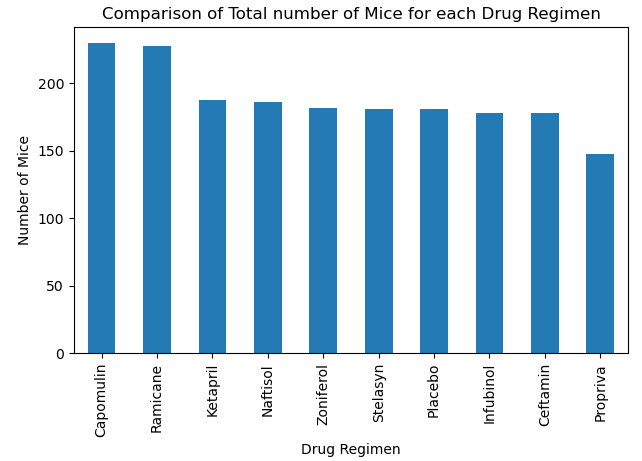 Comparison of Total number of Mice for each Drug Regimen
Number of Mice
200
150
100
50
0
Capomulin
Ramicane
Ketapril
Naftisol
Zoniferol
Stelasyn
Placebo
Infubinol
Ceftamin
Propriva
Drug Regimen